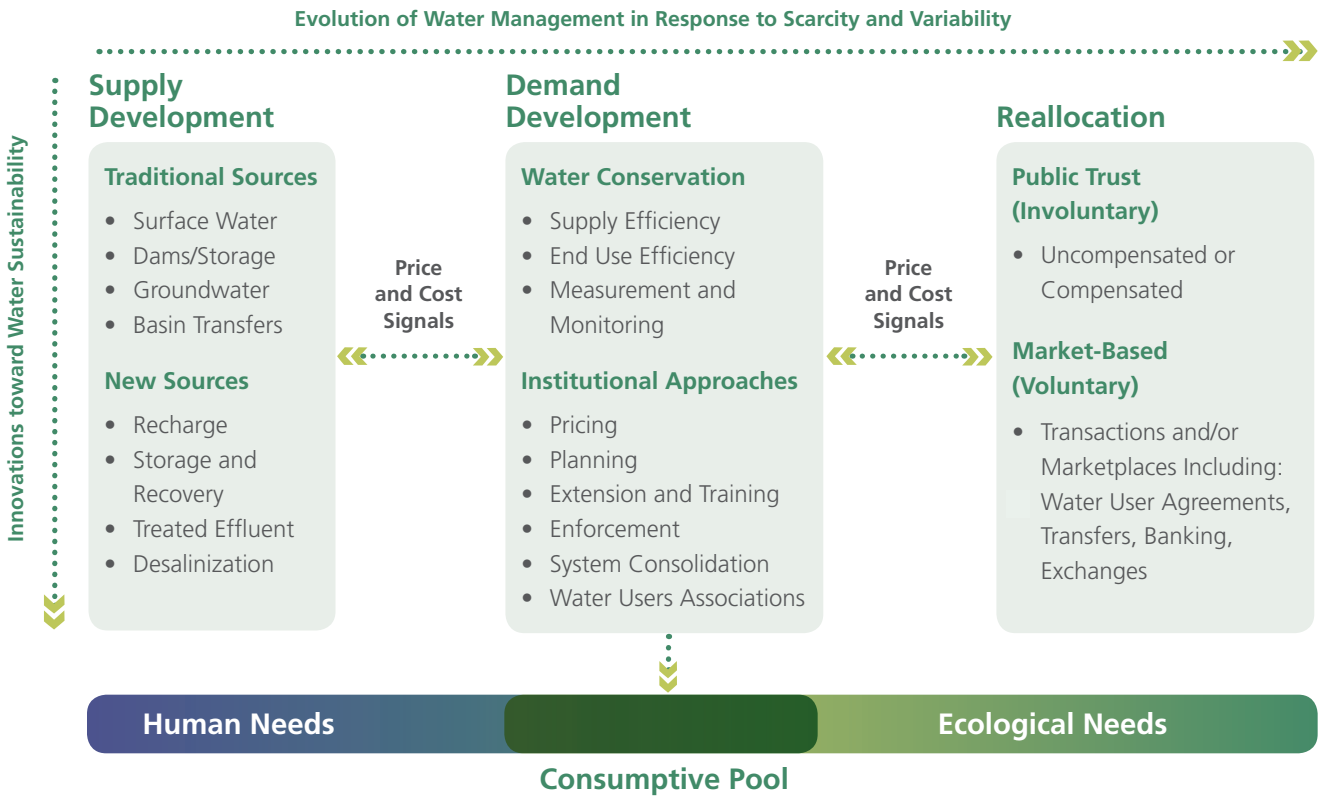 Evolution of Water Management in Response to Scarcity and Variability
Innovations toward Water Sustainability
Supply
Development
Traditional Sources
• Surface Water
• Dams/Storage
• Groundwater
• Basin Transfers
New Sources
• Recharge
• Storage and
Recovery
• Treated Effluent
• Desalinization
Price
and Cost
Signals
Demand
Development
Water Conservation
• Supply Efficiency
• End Use Efficiency
• Measurement and
Monitoring
Institutional Approaches
• Pricing
• Planning
• Extension and Training
• Enforcement
• System Consolidation
• Water Users Associations
Price
and Cost
Signals
Reallocation
Public Trust
(Involuntary)
• Uncompensated or
Compensated
Market-Based
(Voluntary)
• Transactions and/or
Marketplaces Including:
Water User Agreements,
Transfers, Banking,
Exchanges
Human Needs
Ecological Needs
Consumptive Pool